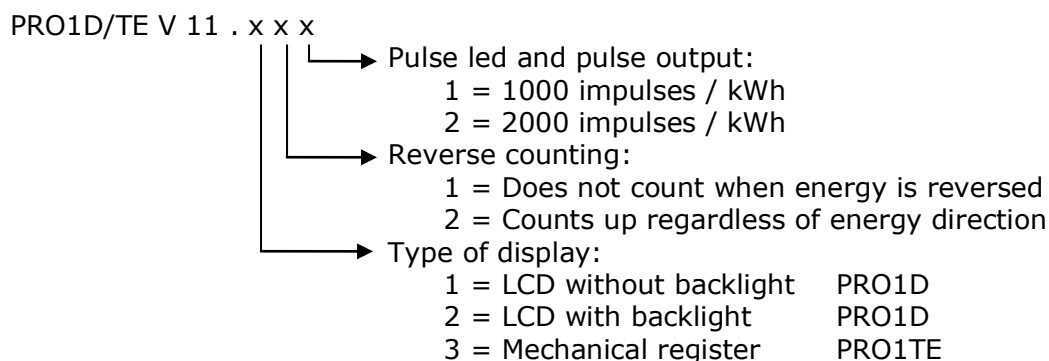 PRO1D/TE V 11 . x x x
Pulse led and pulse output:
1 = 1000 impulses / kWh
2 = 2000 impulses / kWh
Reverse counting:
1 = Does not count when energy is reversed
2 = Counts up regardless of energy direction
Type of display:
1 = LCD without backlight PRO1D
2 = LCD with backlight PRO1D
3 = Mechanical register PRO1TE